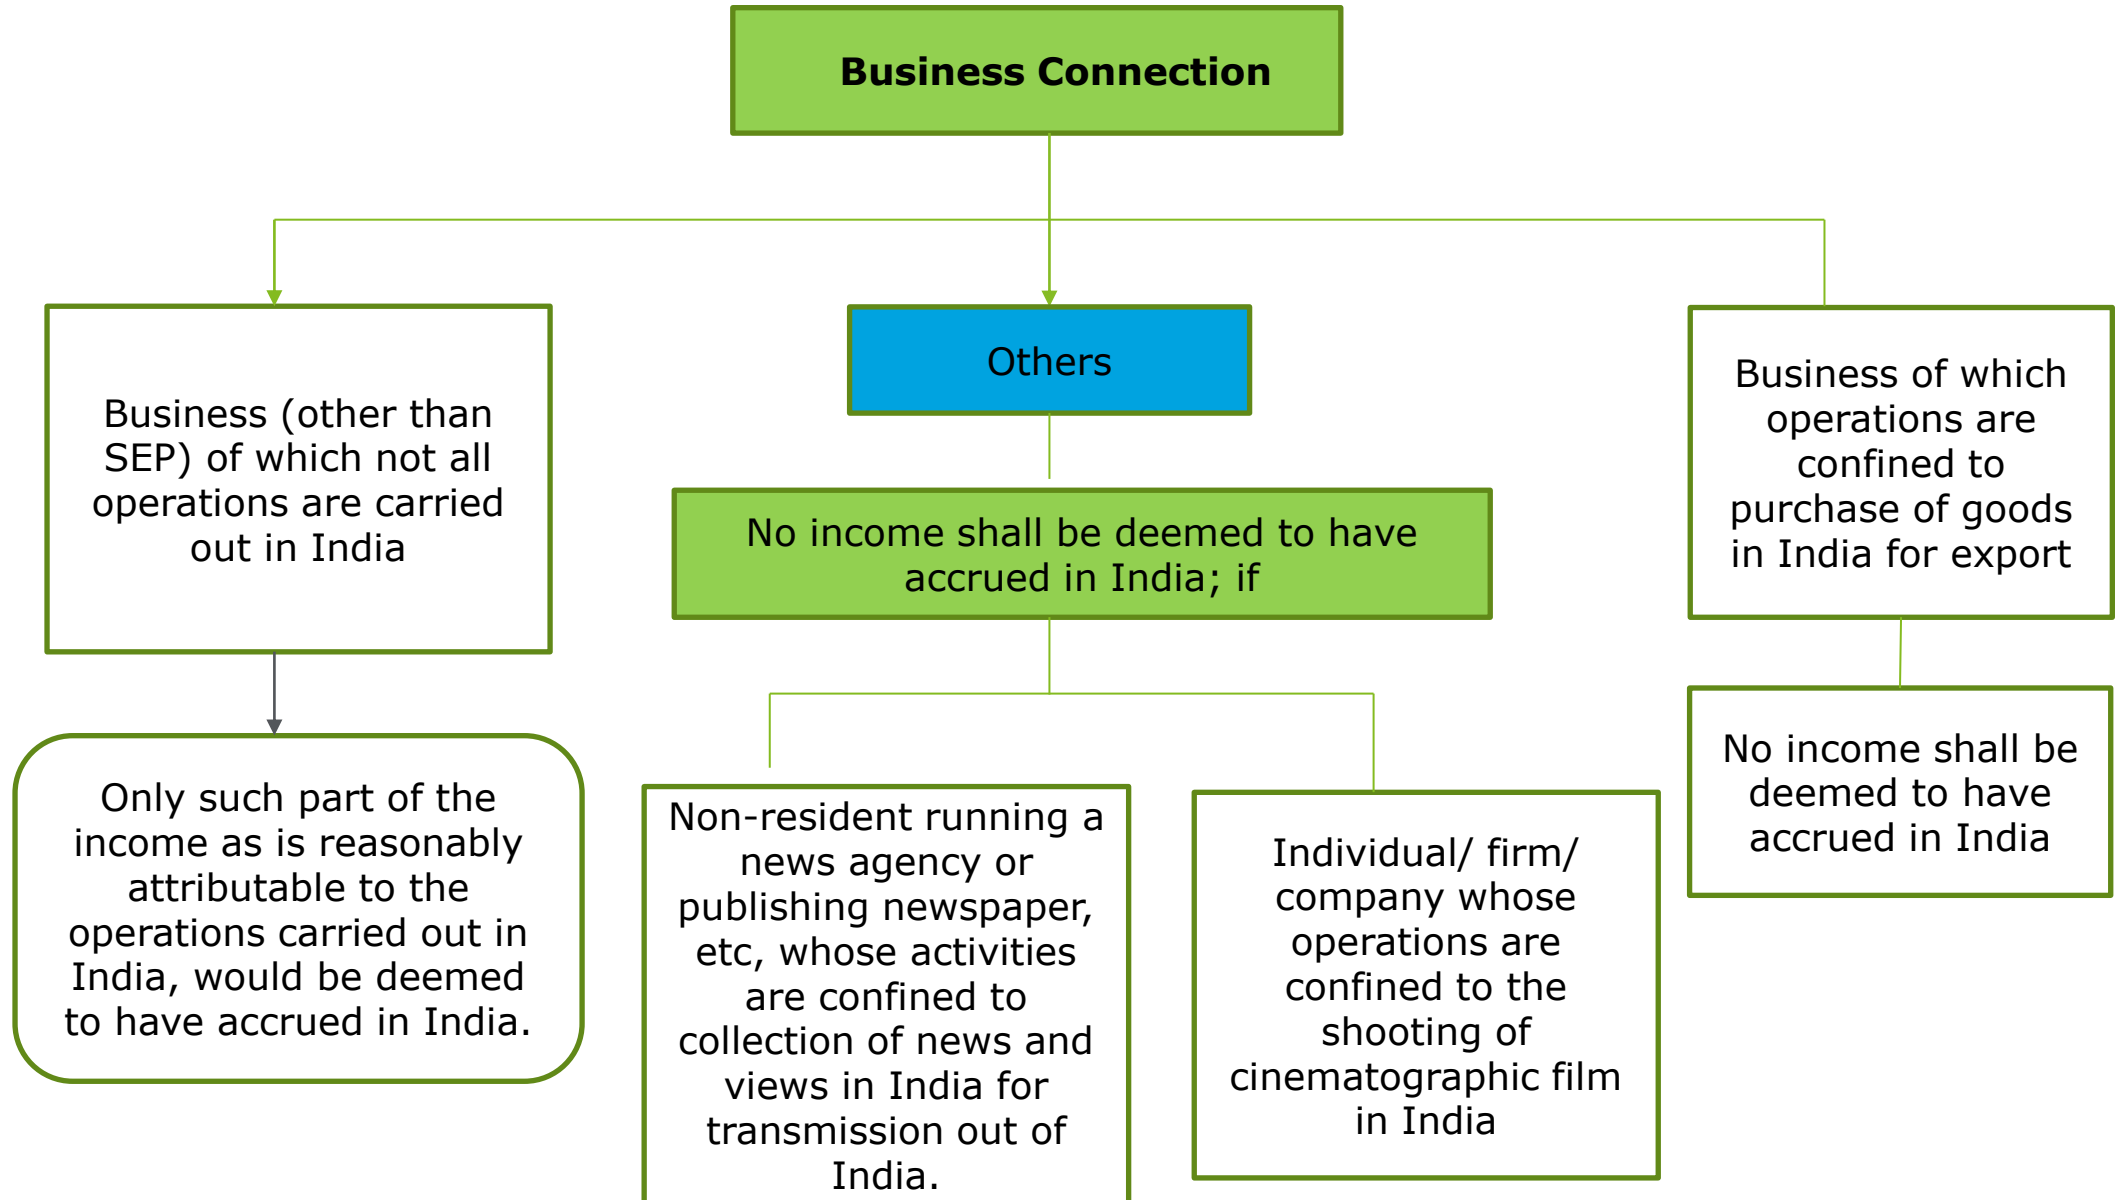 Business Connection
Business (other than
SEP) of which not all
operations are carried
out in India
Only such part of the
income as is reasonably
attributable to the
operations carried out in
India, would be deemed
to have accrued in India.
Others
No income shall be deemed to have
accrued in India; if
Non-resident running a
news agency or
publishing newspaper,
etc, whose activities
are confined to
collection of news and
views in India for
transmission out of
India.
Individual/ firm/
company whose
operations are
confined to the
shooting of
cinematographic film
in India
Business of which
operations are
confined to
purchase of goods
in India for export
No income shall be
deemed to have
accrued in India